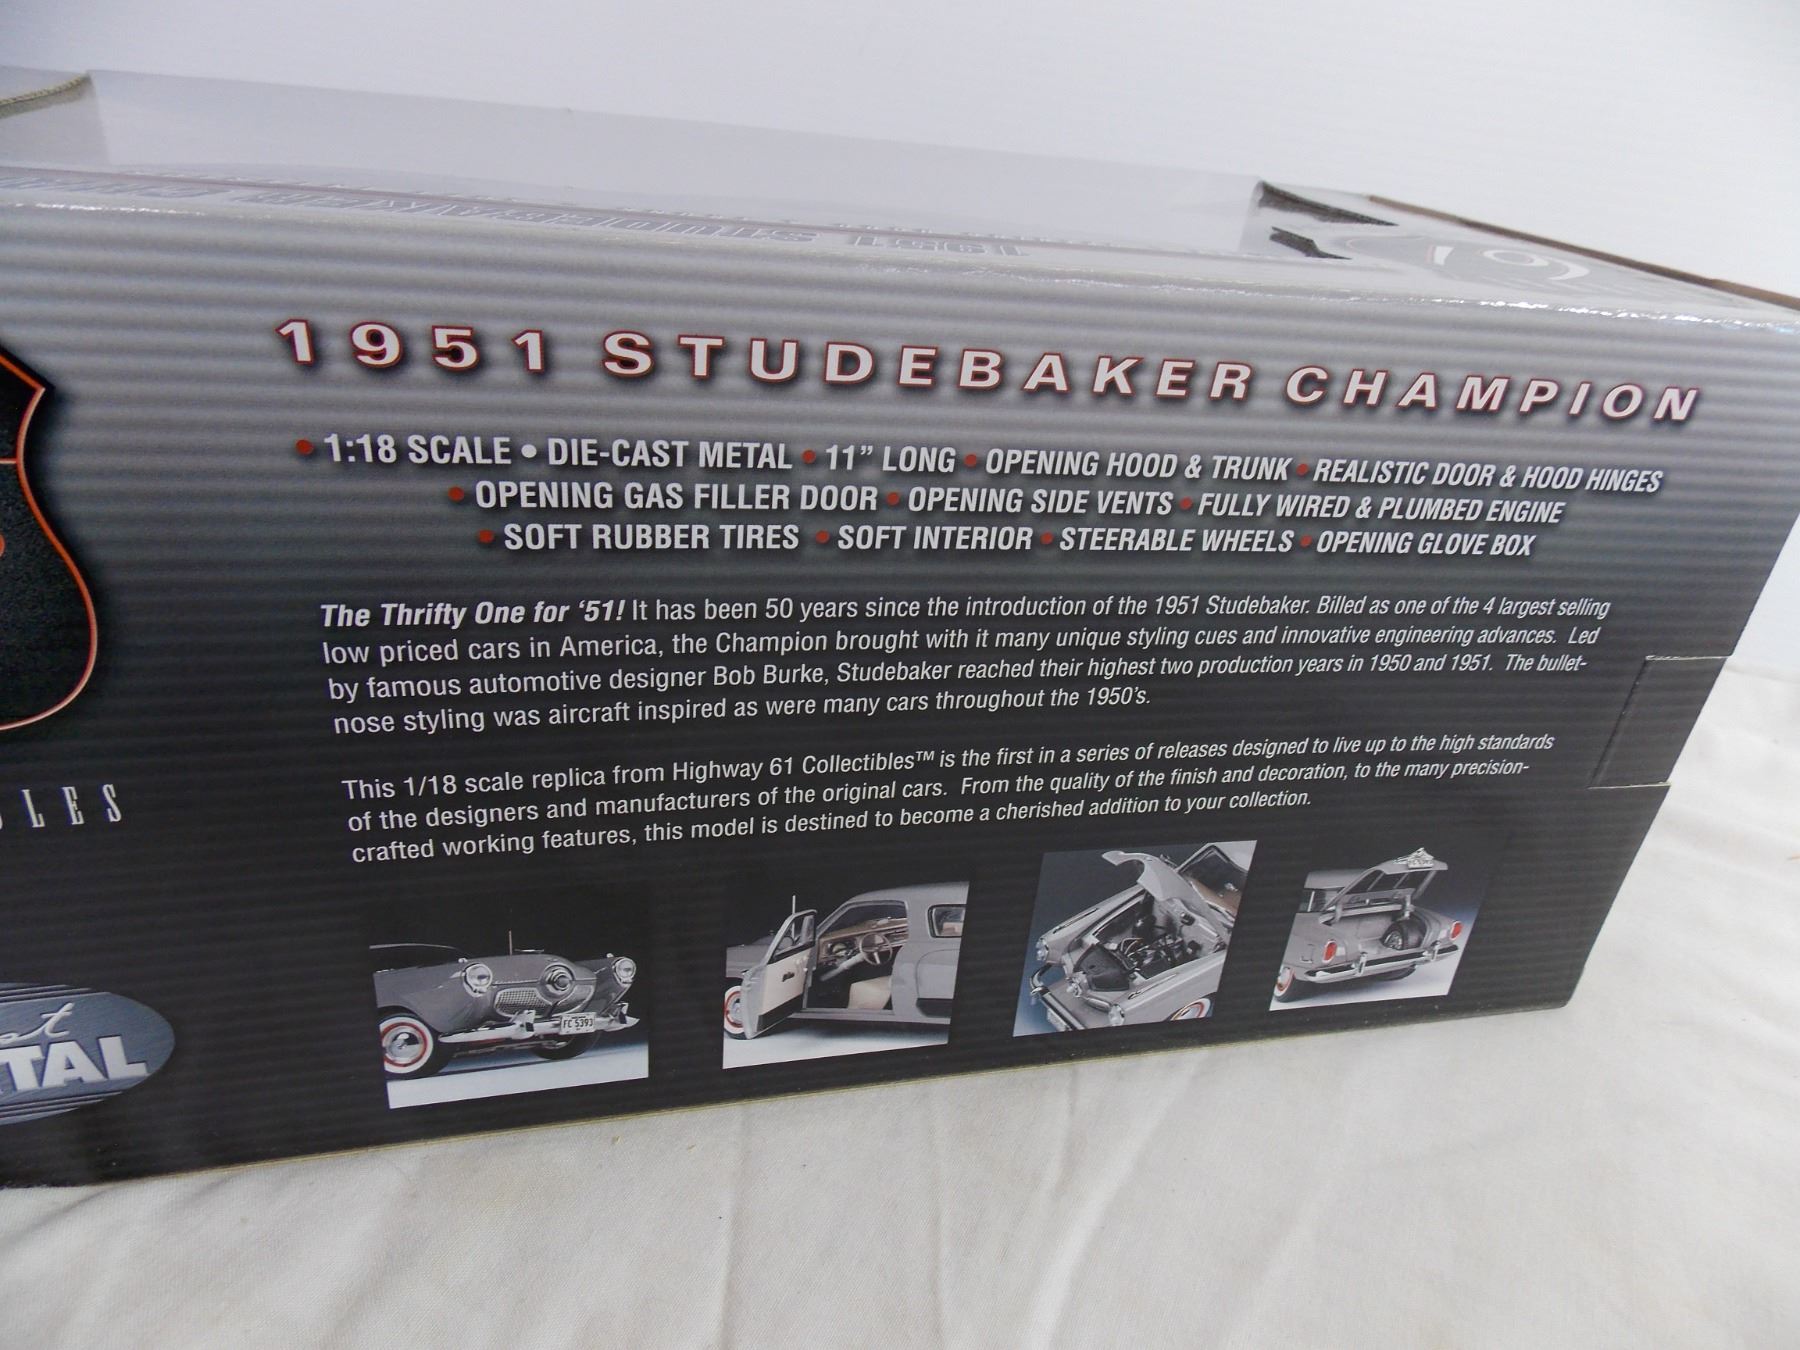 1951 STUDEBAKER
1951 STUDEBAKER CHAMPION
• 1:18 SCALE • DIE-CAST METAL • 11” LONG • OPENING HOOD & TRUNK • REALISTIC DOOR & HOOD HINGES
• OPENING GAS FILLER DOOR • OPENING SIDE VENTS • FULLY WIRED & PLUMBED ENGINE
• SOFT RUBBER TIRES • SOFT INTERIOR • STEERABLE WHEELS • OPENING GLOVE BOX
The Thrifty One for ‘51! It has been 50 years since the introduction of the 1951 Studebaker. Billed as one of the 4 largest selling
low priced cars in America, the Champion brought with it many unique styling cues and innovative engineering advances. Led
by famous automotive designer Bob Burke, Studebaker reached their highest two production years in 1950 and 1951. The bullet-
nose styling was aircraft inspired as were many cars throughout the 1950’s.
This 1/18 scale replica from Highway 61 Collectibles™ is the first in a series of releases designed to live up to the high standards
of the designers and manufacturers of the original cars. From the quality of the finish and decoration, to the many precision-
crafted working features, this model is destined to become a cherished addition to your collection.
LES
FC 5393
st
TAL